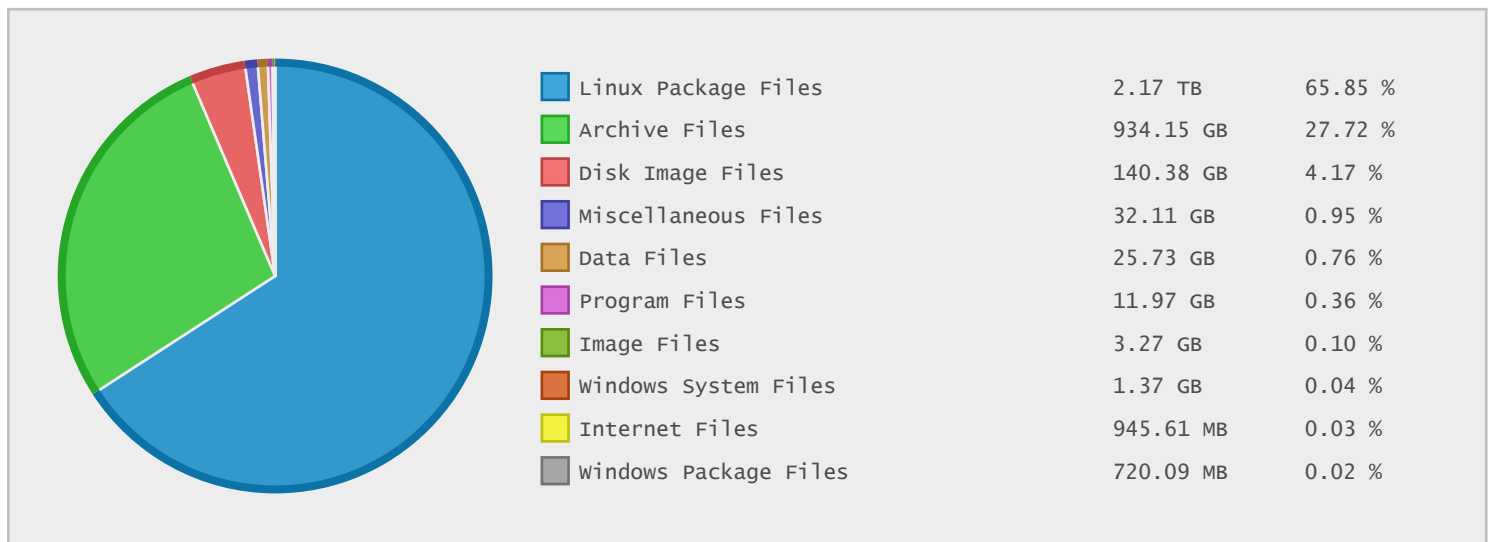 Linux Package Files 2.17 TB 65.85 %
Archive Files 934.15 GB 27.72 %
Disk Image Files 140.38 GB 4.17 %
Miscellaneous Files 32.11 GB 0.95 %
Data Files 25.73 GB 0.76 %
Program Files 11.97 GB 0.36 %
Image Files 3.27 GB 0.10 %
Windows System Files 1.37 GB 0.04 %
Internet Files 945.61 MB 0.03 %
Windows Package Files 720.09 MB 0.02 %